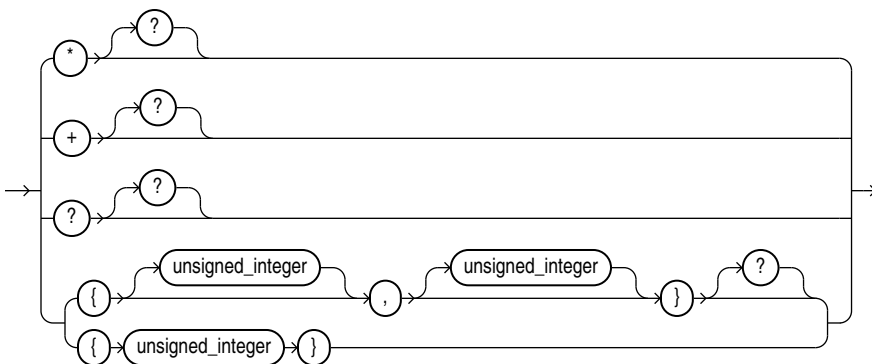 ?
*
?
+
?
?
unsigned_integer unsigned_integer ?
{ , }
{ unsigned_integer }